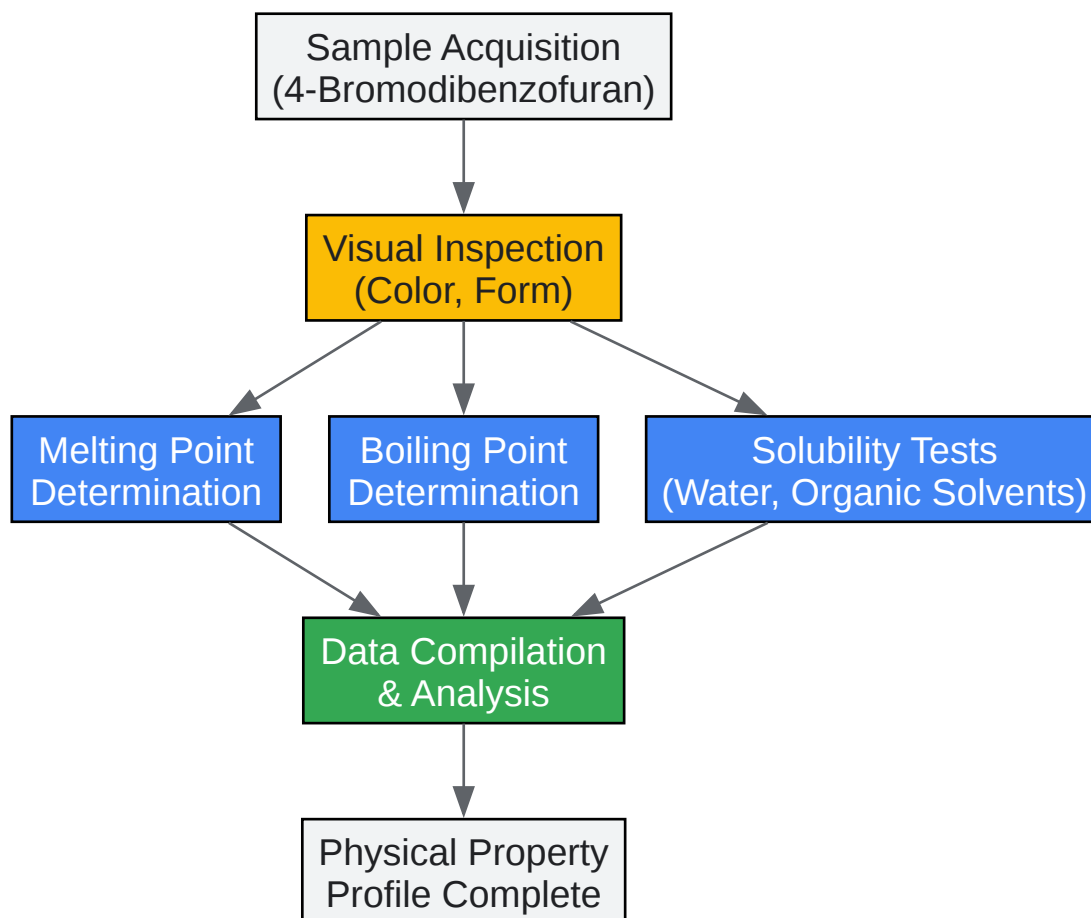 Sample Acquisition
(4-Bromodibenzofuran)
Visual Inspection
(Color, Form)
Melting Point
Determination
Boiling Point
Determination
Solubility Tests
(Water, Organic Solvents)
Data Compilation
& Analysis
Physical Property
Profile Complete